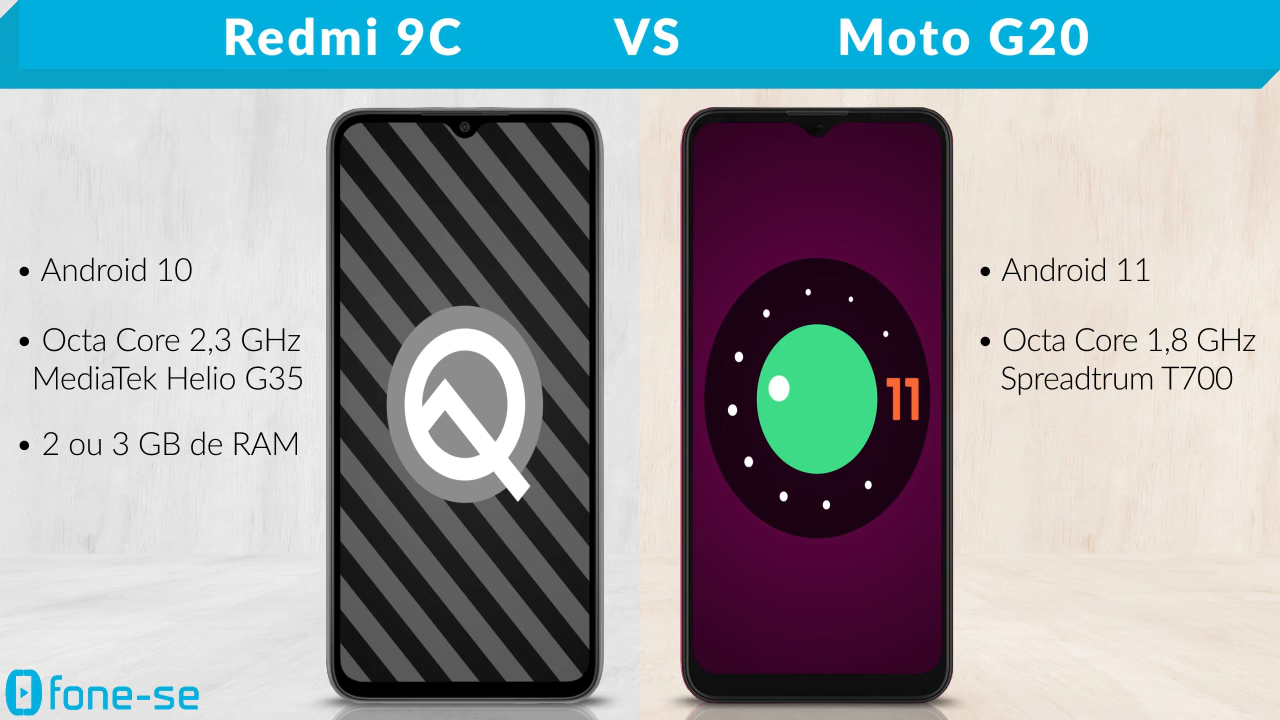 Redmi 9C VS Moto G20
• Android 10
• Octa Core 2,3 GHz
MediaTek Helio G35
• 2 ou 3 GB de RAM
11
• Android 11
• Octa Core 1,8 GHz
Spreadtrum T700
fone-se